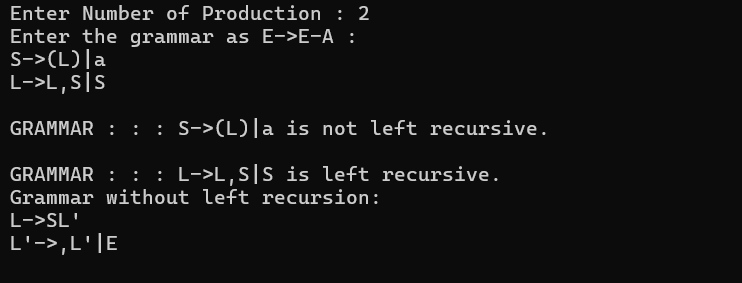 Enter Number of Production : 2
Enter the grammar as E->E-A :
S->(L)|a
L->L,S|S
GRAMMAR : : : S->(L)|a is not left recursive.
GRAMMAR : : : L->L,S|S is left recursive.
Grammar without left recursion:
L->SL'
L'->,L'|E